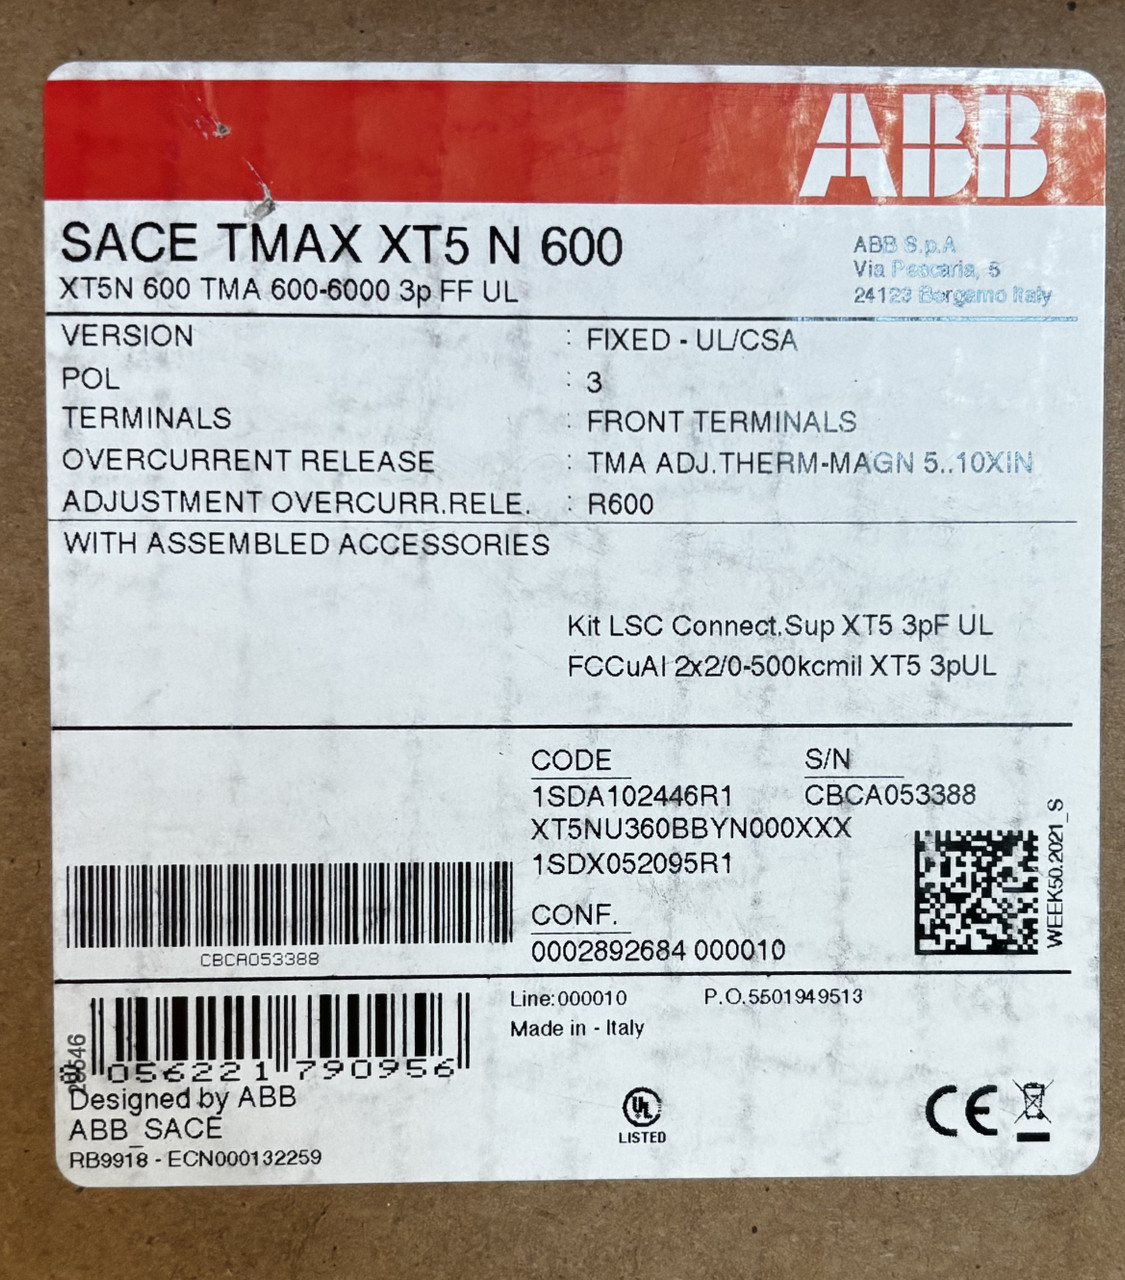 ABB
SACE TMAX XT5 N 600
XT5N 600 TMA 600-6000 3p FF UL
ABB S.p.A
Via Pescaria, 5
24123 Bergamo Italy
VERSION : FIXED - UL/CSA
POL : 3
TERMINALS : FRONT TERMINALS
OVERCURRENT RELEASE : TMA ADJ.THERM-MAGN 5..10XIN
ADJUSTMENT OVERCURR.RELE. : R600
WITH ASSEMBLED ACCESSORIES
Kit LSC Connect.Sup XT5 3pF UL
FCCuAl 2x2/0-500kcmil XT5 3pUL
CODE S/N
1SDA102446R1 CBCA053388
XT5NU360BBYN000XXX
1SDX052095R1
CONF.
0002892684 000010
WEEK50.2021_S
CBCA053388
Line:000010 P.O.5501949513
Made in - Italy
056221 790956
Designed by ABB
ABB_SACE
RB9918 - ECN000132259
UL
LISTED
CE